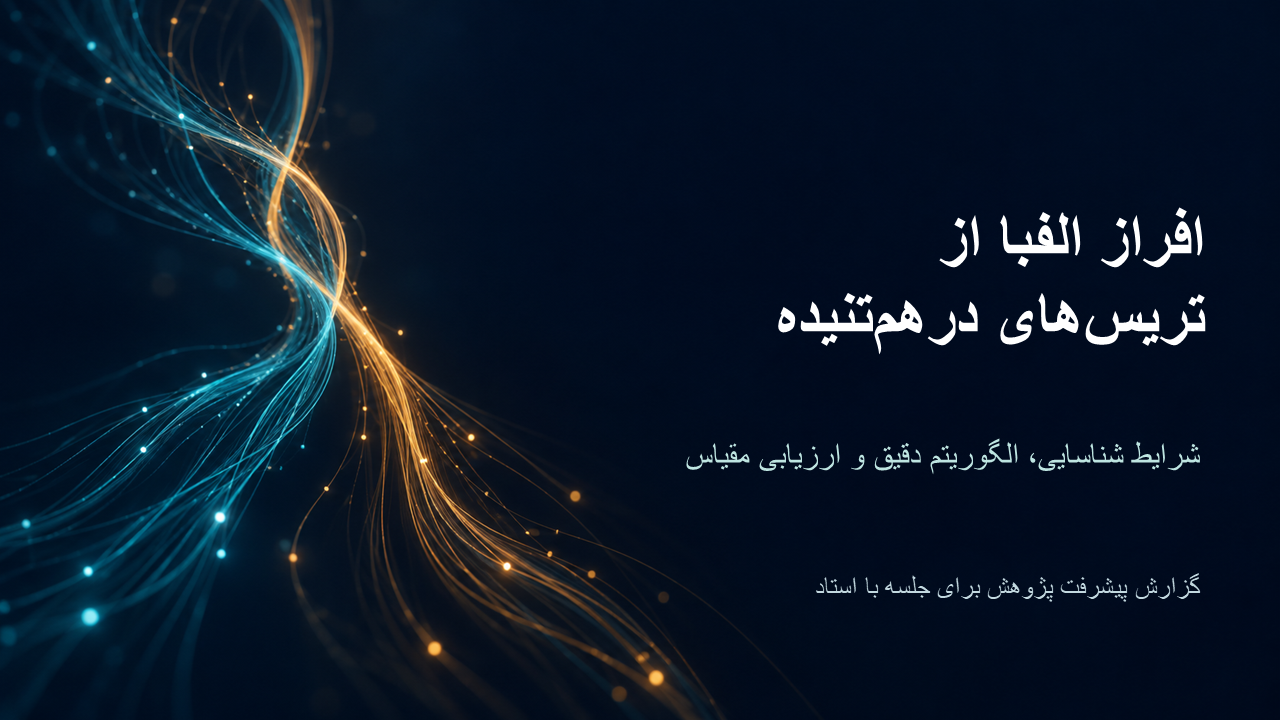 افراز الفبا از
تریس‌های درهم‌تنیده
شرایط شناسایی، الگوریتم دقیق و ارزیابی مقیاس
گزارش پیشرفت پژوهش برای جلسه با استاد